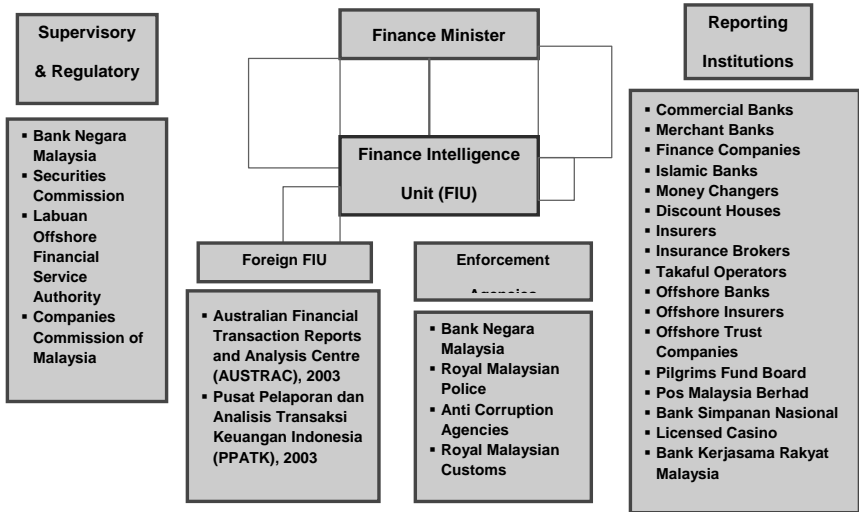 Supervisory
& Regulatory
▪ Bank Negara
Malaysia
▪ Securities
Commission
▪ Labuan
Offshore
Financial
Service
Authority
▪ Companies
Commission of
Malaysia
Finance Minister
Finance Intelligence
Unit (FIU)
Foreign FIU
▪ Australian Financial
Transaction Reports
and Analysis Centre
(AUSTRAC), 2003
▪ Pusat Pelaporan dan
Analisis Transaksi
Keuangan Indonesia
(PPATK), 2003
Enforcement
▪ Bank Negara
Malaysia
▪ Royal Malaysian
Police
▪ Anti Corruption
Agencies
▪ Royal Malaysian
Customs
Reporting
Institutions
▪ Commercial Banks
▪ Merchant Banks
▪ Finance Companies
▪ Islamic Banks
▪ Money Changers
▪ Discount Houses
▪ Insurers
▪ Insurance Brokers
▪ Takaful Operators
▪ Offshore Banks
▪ Offshore Insurers
▪ Offshore Trust
Companies
▪ Pilgrims Fund Board
▪ Pos Malaysia Berhad
▪ Bank Simpanan Nasional
▪ Licensed Casino
▪ Bank Kerjasama Rakyat
Malaysia